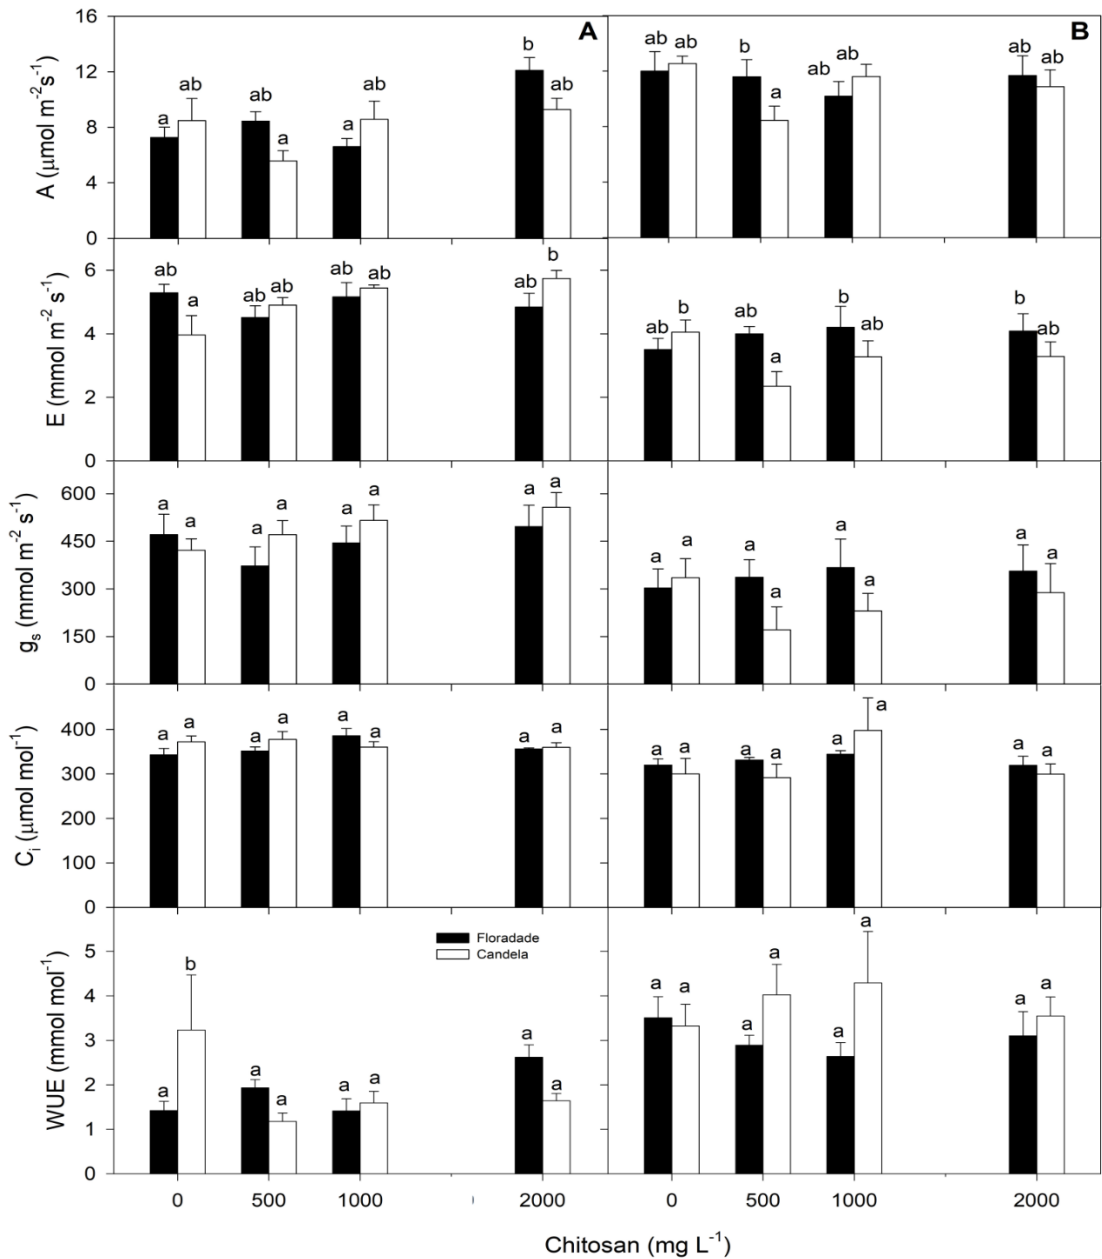 16
A
B
A (μmol m⁻²s⁻¹)
12
8
4
0
a ab ab a a ab b ab
ab ab b a ab ab ab ab
E (mmol m⁻² s⁻¹)
6
4
2
0
ab a ab ab ab ab ab b
ab b ab a b ab b ab
gₛ (mmol m⁻² s⁻¹)
600
450
300
150
0
a a a a a a a a
a a a a a a a a
Cᵢ (μmol mol⁻¹)
400
300
200
100
0
a a a a a a a a
a a a a a a a a
WUE (mmol mol⁻¹)
5
4
3
2
1
0
Floradade
Candela
a b a a a a a a
a a a a a a a a
0 500 1000 2000 0 500 1000 2000
Chitosan (mg L⁻¹)